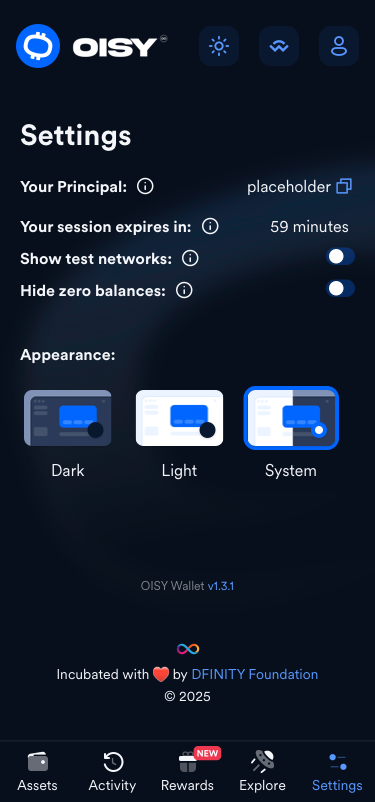 OISY
Settings
Your Principal: placeholder
Your session expires in: 59 minutes
Show test networks:
Hide zero balances:
Appearance:
Dark Light System
OISY Wallet v1.3.1
Incubated with ❤️ by DFINITY Foundation
© 2025
NEW
Assets Activity Rewards Explore Settings